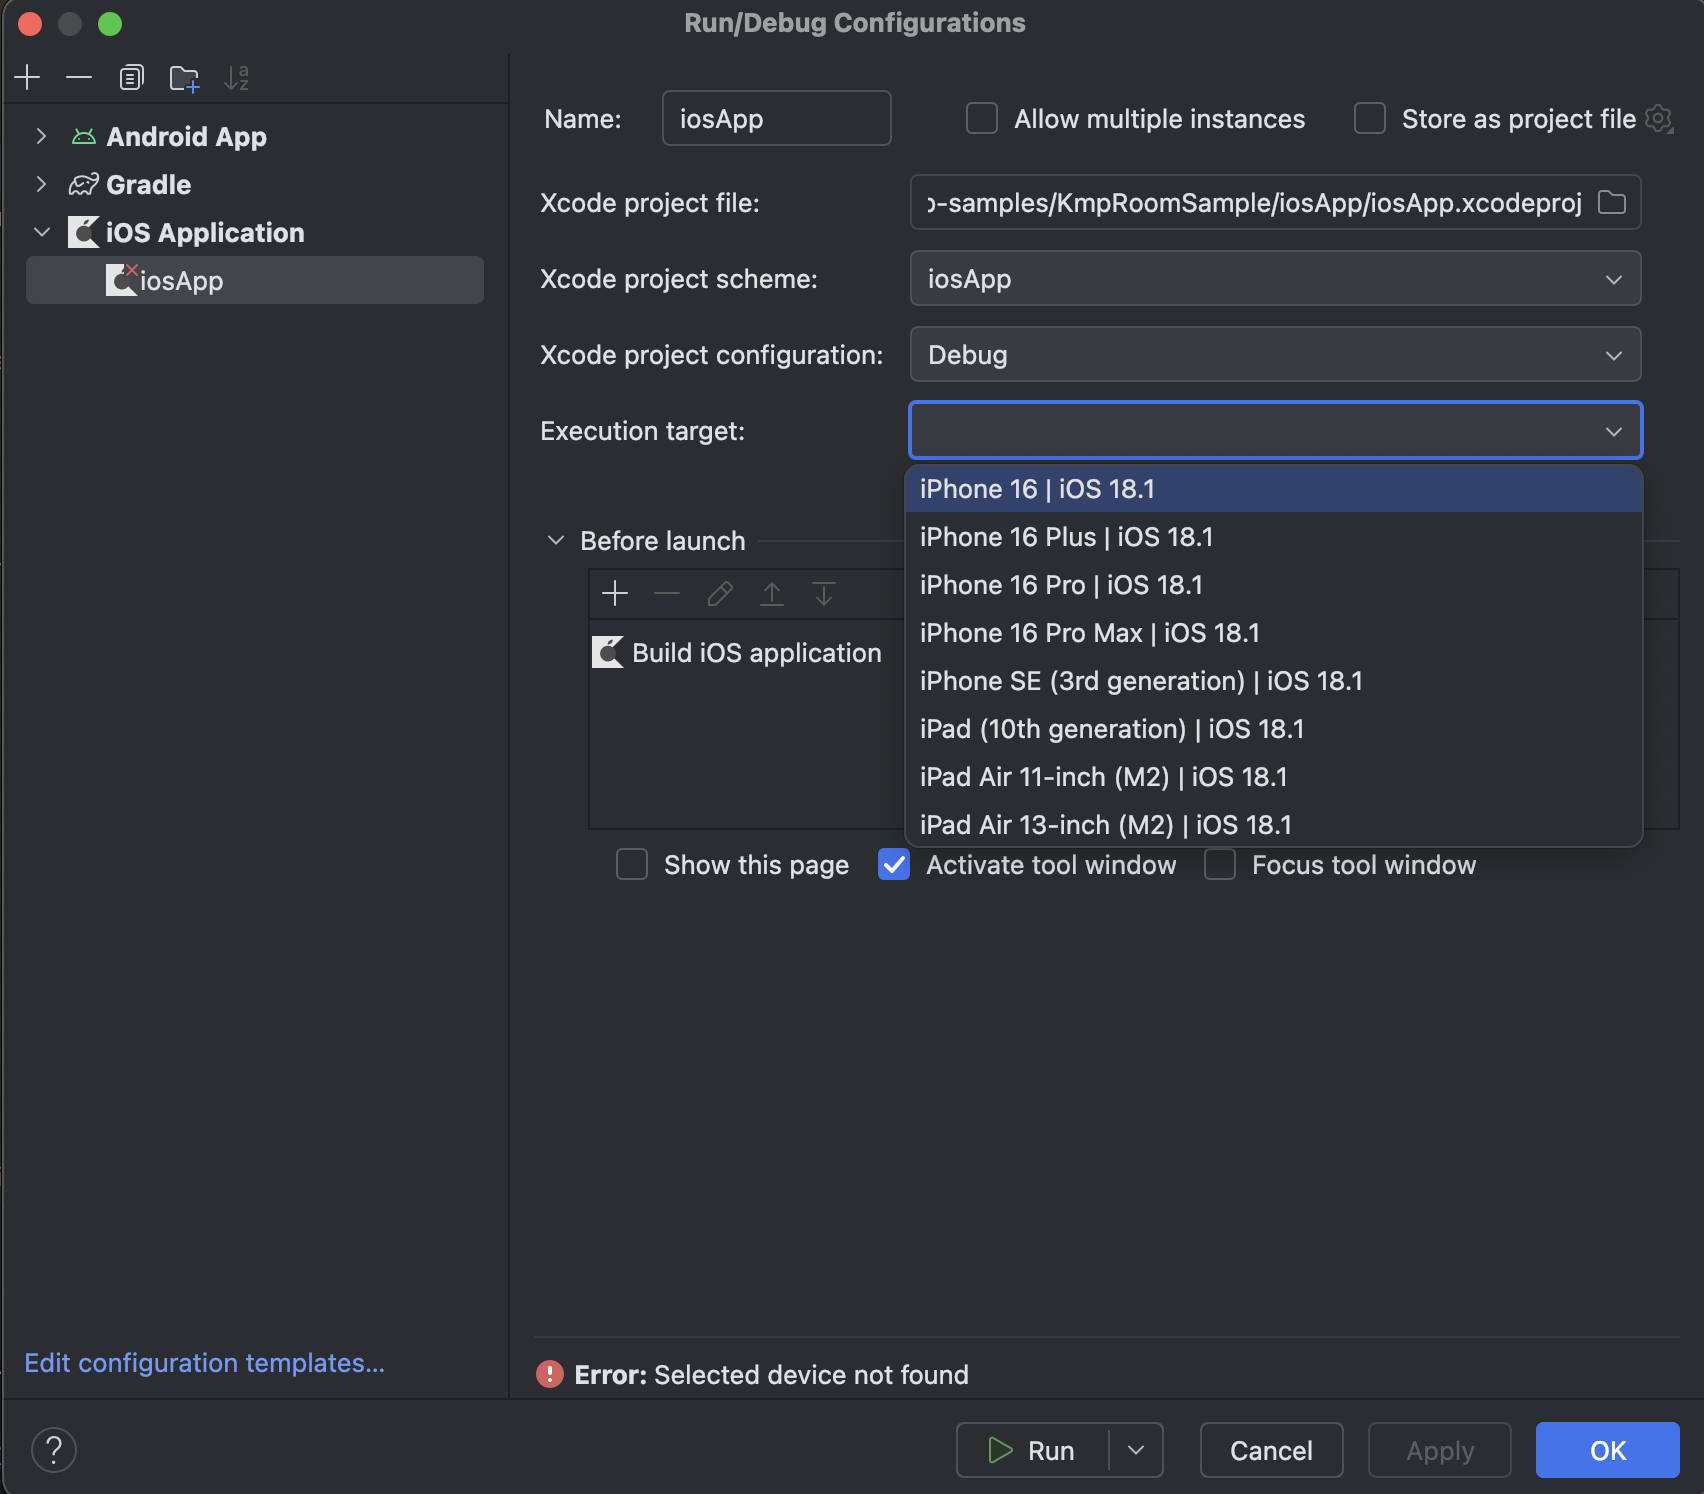 Run/Debug Configurations
Android App
Gradle
iOS Application
iosApp
Edit configuration templates...
Name: iosApp Allow multiple instances Store as project file
Xcode project file: o-samples/KmpRoomSample/iosApp/iosApp.xcodeproj
Xcode project scheme: iosApp
Xcode project configuration: Debug
Execution target:
iPhone 16 | iOS 18.1
iPhone 16 Plus | iOS 18.1
iPhone 16 Pro | iOS 18.1
iPhone 16 Pro Max | iOS 18.1
iPhone SE (3rd generation) | iOS 18.1
iPad (10th generation) | iOS 18.1
iPad Air 11-inch (M2) | iOS 18.1
iPad Air 13-inch (M2) | iOS 18.1
Before launch
Build iOS application
Show this page Activate tool window Focus tool window
Error: Selected device not found
? Run Cancel Apply OK